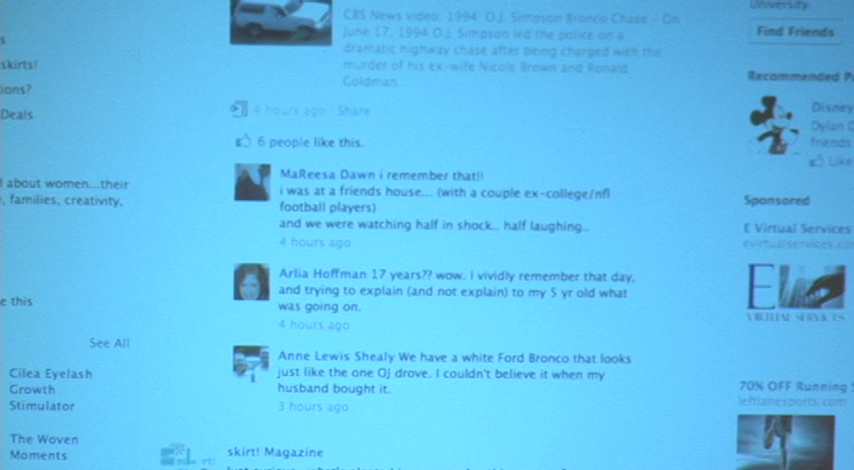 CBS News video: 1994: O.J. Simpson Bronco Chase - On
June 17, 1994 O.J. Simpson led the police on a
dramatic highway chase after being charged with the
murder of his ex-wife Nicole Brown and Ronald
Goldman.
4 hours ago · Share
6 people like this.
MaReesa Dawn i remember that!!
i was at a friends house... (with a couple ex-college/nfl
football players)
and we were watching half in shock.. half laughing..
4 hours ago
Arlia Hoffman 17 years?? wow. I vividly remember that day,
and trying to explain (and not explain) to my 5 yr old what
was going on.
4 hours ago
Anne Lewis Shealy We have a white Ford Bronco that looks
just like the one OJ drove. I couldn't believe it when my
husband bought it.
3 hours ago
skirt! Magazine
s
skirts!
ions?
Deals
about women...their
, families, creativity,
e this
See All
Cilea Eyelash
Growth
Stimulator
The Woven
Moments
University.
Find Friends
Recommended P
Disney
Dylan
friends
Like
Sponsored
E Virtual Services
evirtualservices.co
E
VIRTUAL SERVICES
70% OFF Running
leftlanesports.com